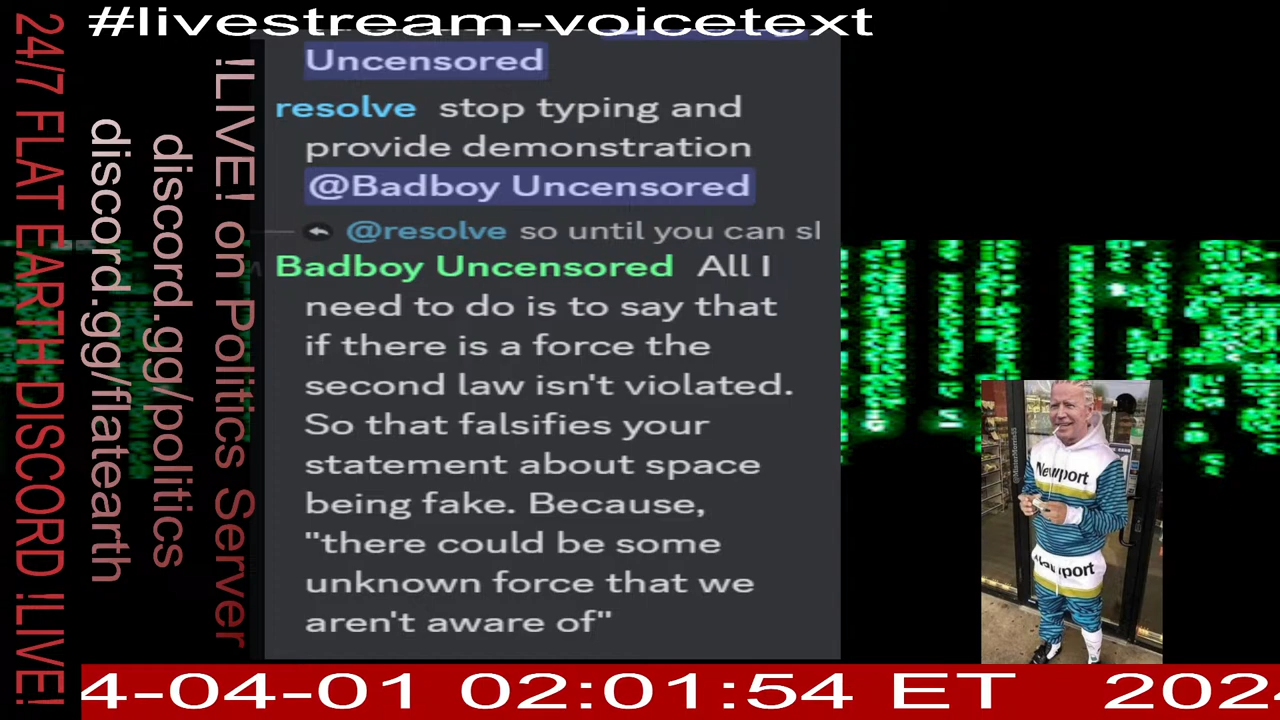 #livestream-voicetext
24/7 FLAT EARTH DISCORD !LIVE!
discord.gg/flatearth
discord.gg/politics
!LIVE! on Politics Server
Uncensored
resolve stop typing and
provide demonstration
@Badboy Uncensored
@resolve so until you can sl
Badboy Uncensored All I
need to do is to say that
if there is a force the
second law isn't violated.
So that falsifies your
statement about space
being fake. Because,
"there could be some
unknown force that we
aren't aware of"
Newport
Newport
4-04-01 02:01:54 ET 202